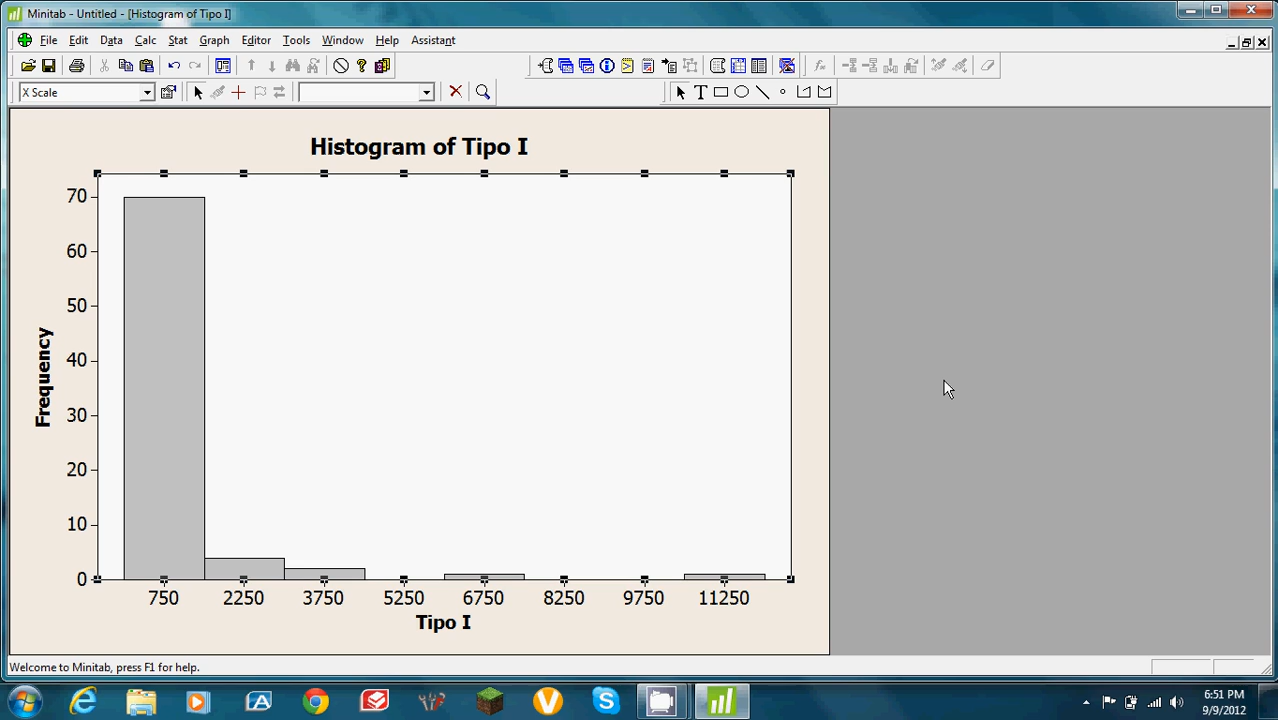 Minitab - Untitled - [Histogram of Tipo I]
File Edit Data Calc Stat Graph Editor Tools Window Help Assistant
X Scale
Histogram of Tipo I
70
60
50
40
30
20
10
0
Frequency
750 2250 3750 5250 6750 8250 9750 11250
Tipo I
Welcome to Minitab, press F1 for help.
6:51 PM
9/9/2012